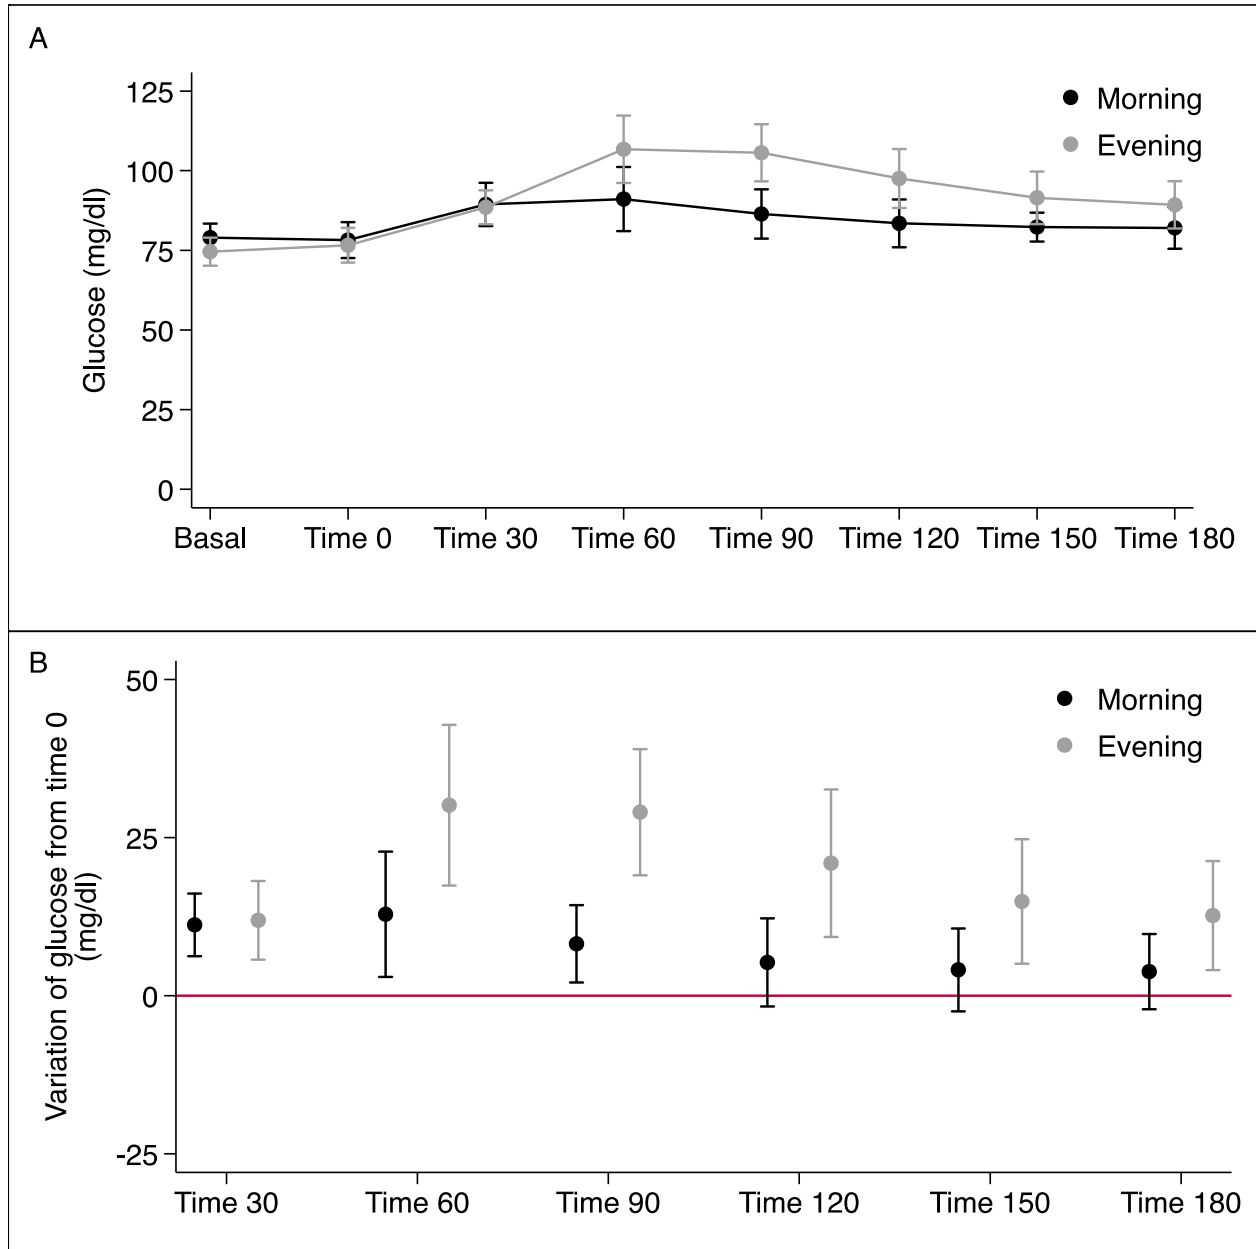 A
125
100
75
50
25
0
Glucose (mg/dl)
Morning
Evening
Basal Time 0 Time 30 Time 60 Time 90 Time 120 Time 150 Time 180
B
50
25
0
-25
Variation of glucose from time 0
(mg/dl)
Morning
Evening
Time 30 Time 60 Time 90 Time 120 Time 150 Time 180